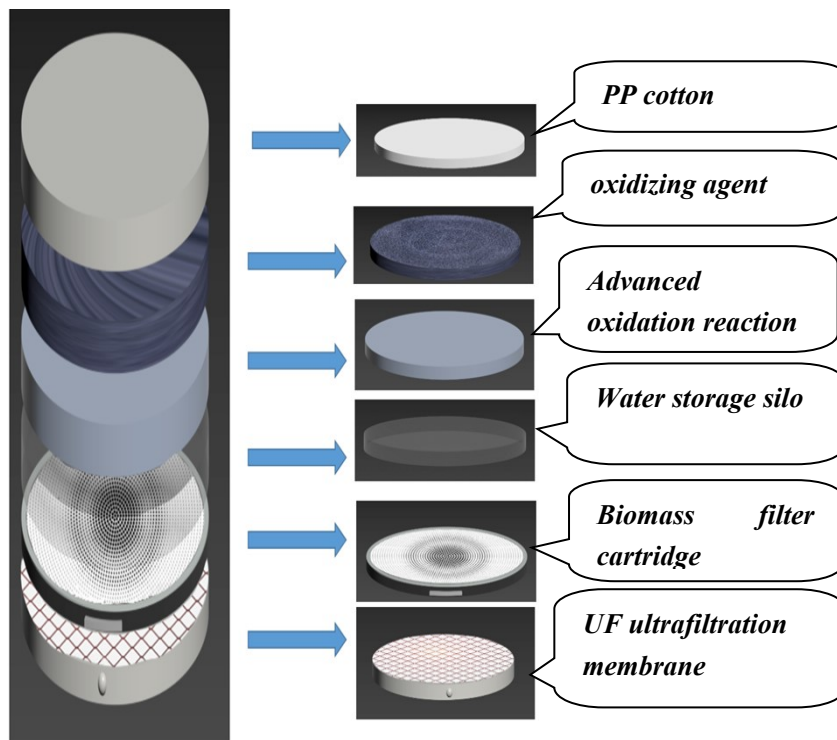 PP cotton
oxidizing agent
Advanced
oxidation reaction
Water storage silo
Biomass filter
cartridge
UF ultrafiltration
membrane